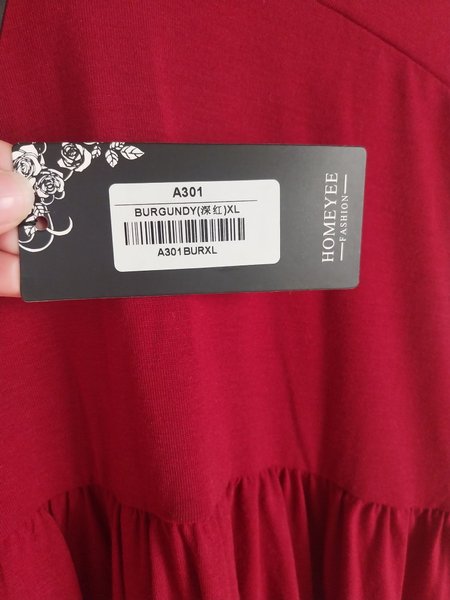 A301
BURGUNDY(深红)XL
A301BURXL
HOMEYEE
FASHION